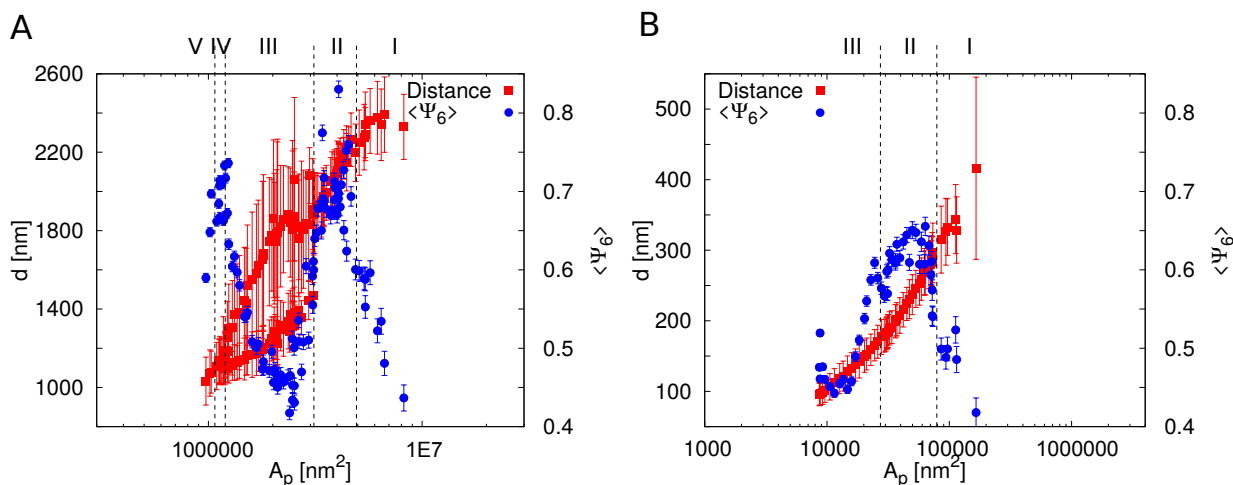 A
V IV III II I
2600
2200
1800
1400
1000
d [nm]
Distance
<Ψ6>
0.8
0.7
0.6
0.5
0.4
<Ψ6>
1000000 1E7
Ap [nm2]
B
III II I
500
400
300
200
100
d [nm]
Distance
<Ψ6>
0.8
0.7
0.6
0.5
0.4
<Ψ6>
1000 10000 100000 1000000
Ap [nm2]